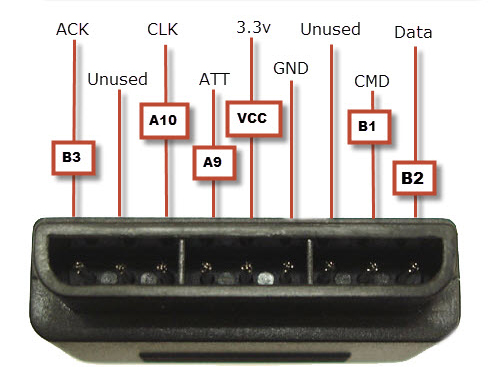 ACK
CLK
3.3v
Unused
Data
Unused
ATT
GND
CMD
B3
A10
A9
VCC
B1
B2